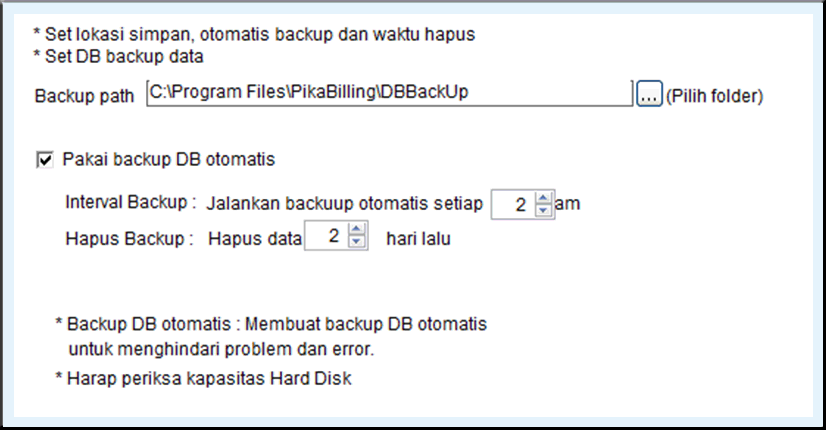 * Set lokasi simpan, otomatis backup dan waktu hapus
* Set DB backup data
Backup path C:\Program Files\PikaBilling\DBBackUp ... (Pilih folder)
Pakai backup DB otomatis
Interval Backup : Jalankan backuup otomatis setiap 2 am
Hapus Backup : Hapus data 2 hari lalu
* Backup DB otomatis : Membuat backup DB otomatis
untuk menghindari problem dan error.
* Harap periksa kapasitas Hard Disk